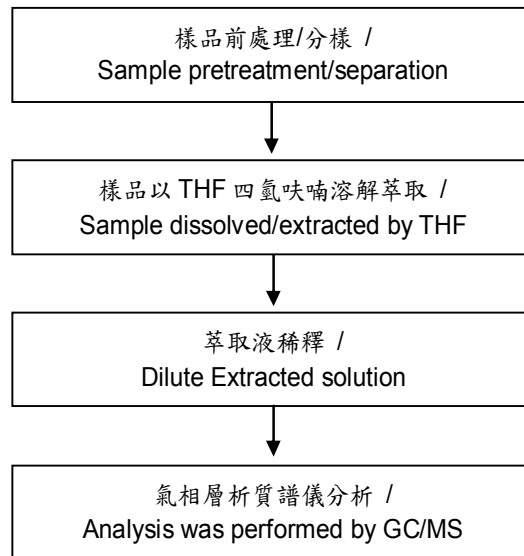 樣品前處理/分樣 /
Sample pretreatment/separation
樣品以 THF 四氫呋喃溶解萃取 /
Sample dissolved/extracted by THF
萃取液稀釋 /
Dilute Extracted solution
氣相層析質譜儀分析 /
Analysis was performed by GC/MS